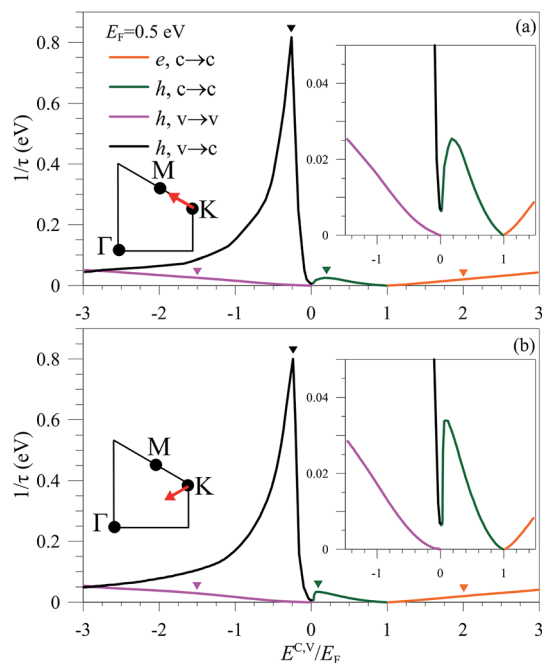 E_F=0.5 eV
(a)
e, c→c
h, c→c
h, v→v
h, v→c
M
K
Γ
1/τ (eV)
0.8
0.6
0.4
0.2
0
0.04
0.02
0
-1 0 1
-3 -2 -1 0 1 2 3
(b)
M
K
Γ
1/τ (eV)
0.8
0.6
0.4
0.2
0
0.04
0.02
0
-1 0 1
-3 -2 -1 0 1 2 3
E^{C,V}/E_F